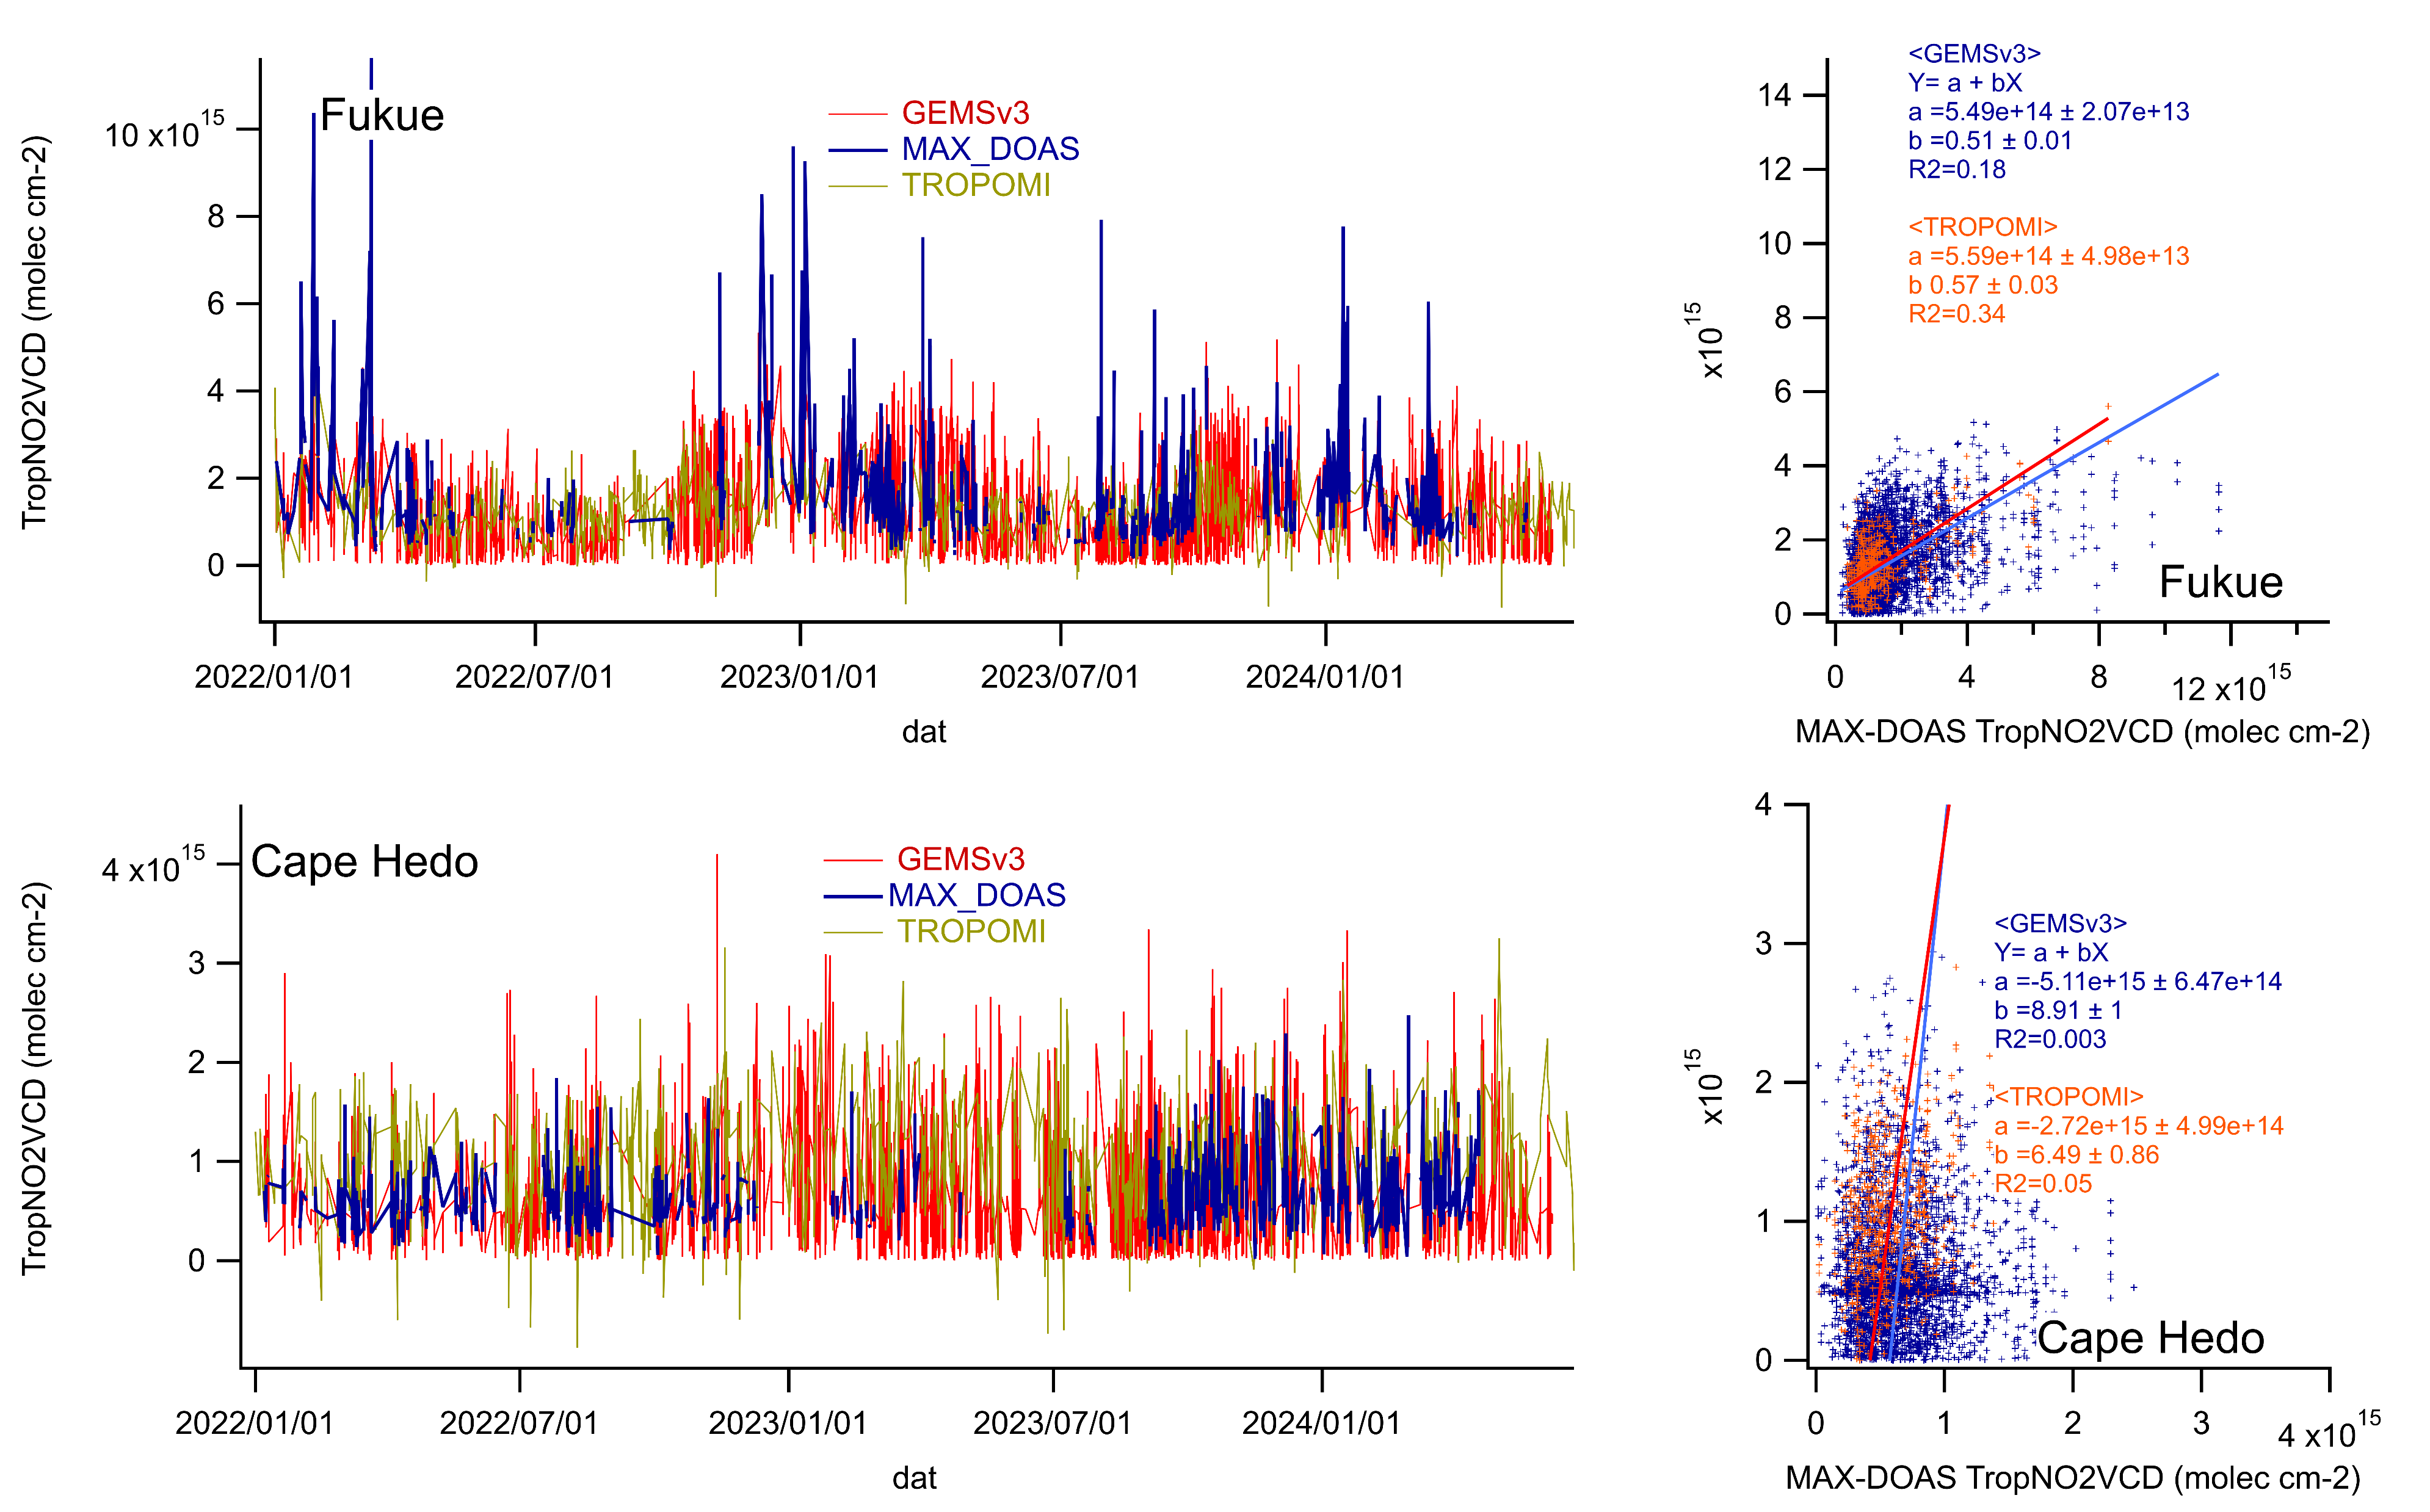 Fukue
GEMSv3
MAX_DOAS
TROPOMI
TropNO2VCD (molec cm-2)
10 x10^15
8
6
4
2
0
2022/01/01 2022/07/01 2023/01/01 2023/07/01 2024/01/01
dat
<GEMSv3>
Y= a + bX
a =5.49e+14 ± 2.07e+13
b =0.51 ± 0.01
R2=0.18
<TROPOMI>
a =5.59e+14 ± 4.98e+13
b 0.57 ± 0.03
R2=0.34
Fukue
x10^15
14
12
10
8
6
4
2
0
0 4 8 12 x10^15
MAX-DOAS TropNO2VCD (molec cm-2)
Cape Hedo
GEMSv3
MAX_DOAS
TROPOMI
TropNO2VCD (molec cm-2)
4 x10^15
3
2
1
0
2022/01/01 2022/07/01 2023/01/01 2023/07/01 2024/01/01
dat
<GEMSv3>
Y= a + bX
a =-5.11e+15 ± 6.47e+14
b =8.91 ± 1
R2=0.003
<TROPOMI>
a =-2.72e+15 ± 4.99e+14
b =6.49 ± 0.86
R2=0.05
Cape Hedo
x10^15
4
3
2
1
0
0 1 2 3 4 x10^15
MAX-DOAS TropNO2VCD (molec cm-2)